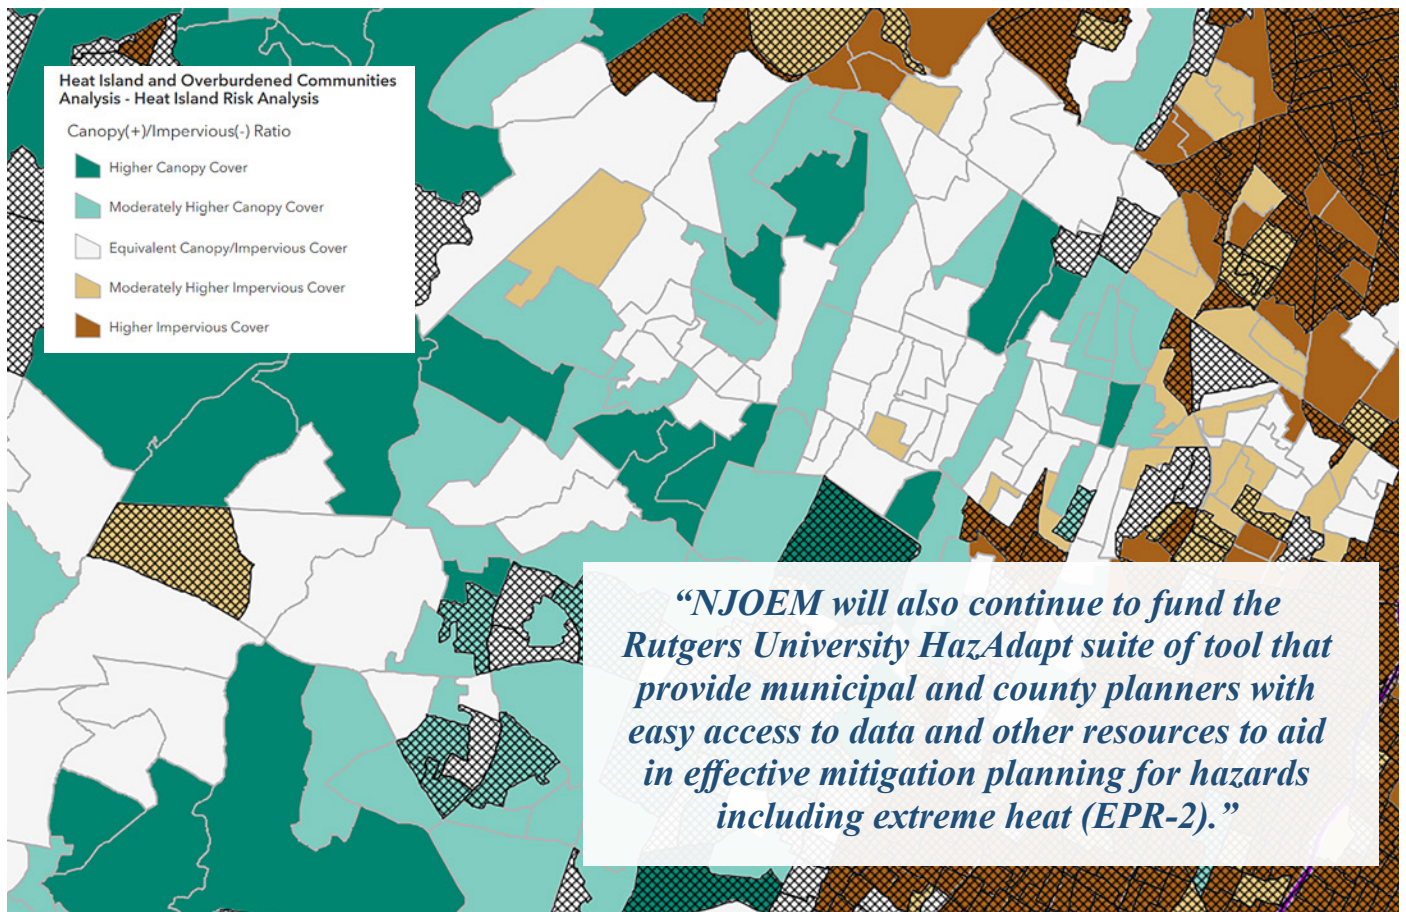 Heat Island and Overburdened Communities
Analysis - Heat Island Risk Analysis
Canopy(+)/Impervious(-) Ratio
Higher Canopy Cover
Moderately Higher Canopy Cover
Equivalent Canopy/Impervious Cover
Moderately Higher Impervious Cover
Higher Impervious Cover
“NJOEM will also continue to fund the
Rutgers University HazAdapt suite of tool that
provide municipal and county planners with
easy access to data and other resources to aid
in effective mitigation planning for hazards
including extreme heat (EPR-2).”